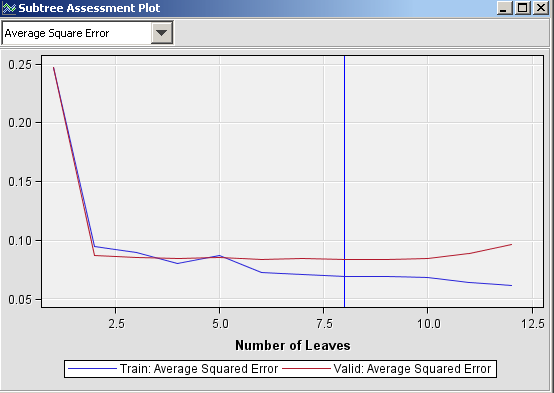 Subtree Assessment Plot
Average Square Error
0.25
0.20
0.15
0.10
0.05
2.5 5.0 7.5 10.0 12.5
Number of Leaves
Train: Average Squared Error Valid: Average Squared Error